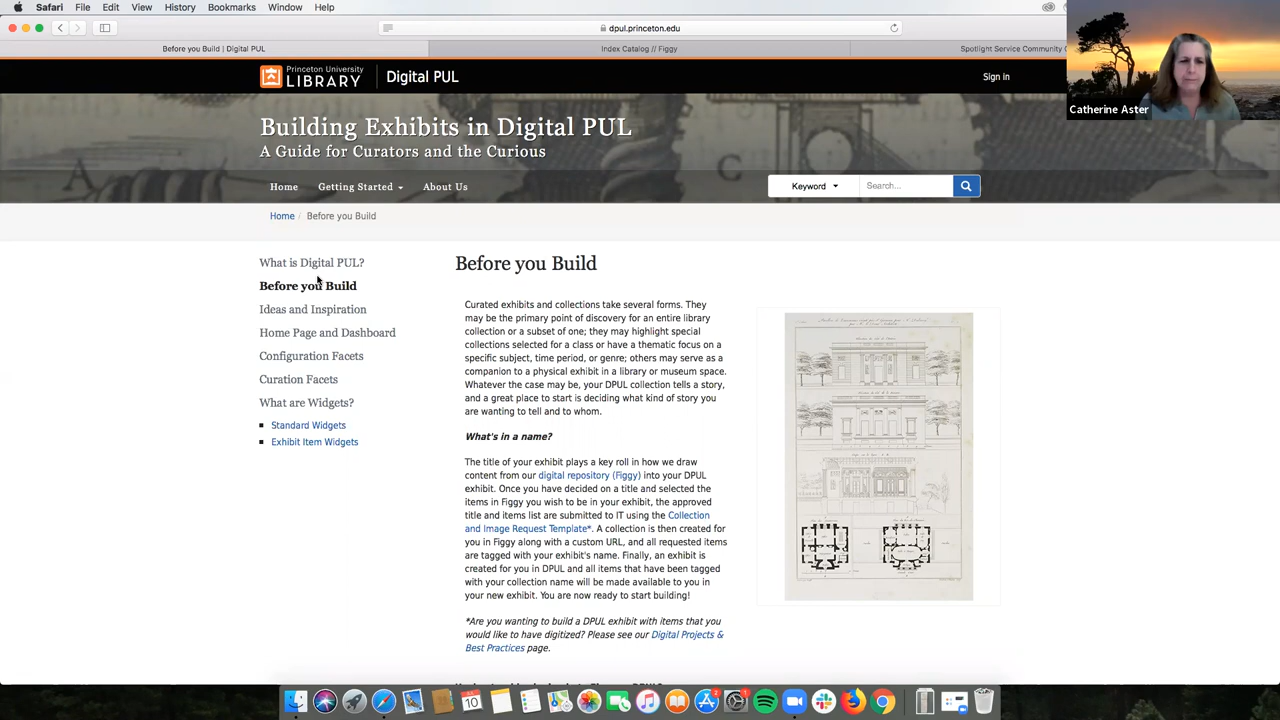 Safari File Edit View History Bookmarks Window Help
dpul.princeton.edu
Before you Build | Digital PUL
Index Catalog // Figgy
Spotlight Service Community
Princeton University
LIBRARY
Digital PUL
Sign in
Catherine Aster
Building Exhibits in Digital PUL
A Guide for Curators and the Curious
Home Getting Started About Us
Keyword Search...
Home / Before you Build
What is Digital PUL?
Before you Build
Ideas and Inspiration
Home Page and Dashboard
Configuration Facets
Curation Facets
What are Widgets?
Standard Widgets
Exhibit Item Widgets
Before you Build
Curated exhibits and collections take several forms. They
may be the primary point of discovery for an entire library
collection or a subset of one; they may highlight special
collections selected for a class or have a thematic focus on a
specific subject, time period, or genre; others may serve as a
companion to a physical exhibit in a library or museum space.
Whatever the case may be, your DPUL collection tells a story,
and a great place to start is deciding what kind of story you
are wanting to tell and to whom.
What's in a name?
The title of your exhibit plays a key roll in how we draw
content from our digital repository (Figgy) into your DPUL
exhibit. Once you have decided on a title and selected the
items in Figgy you wish to be in your exhibit, the approved
title and items list are submitted to IT using the Collection
and Image Request Template*. A collection is then created for
you in Figgy along with a custom URL, and all requested items
are tagged with your exhibit's name. Finally, an exhibit is
created for you in DPUL and all items that have been tagged
with your collection name will be made available to you in
your new exhibit. You are now ready to start building!
*Are you wanting to build a DPUL exhibit with items that you
would like to have digitized? Please see our Digital Projects &
Best Practices page.